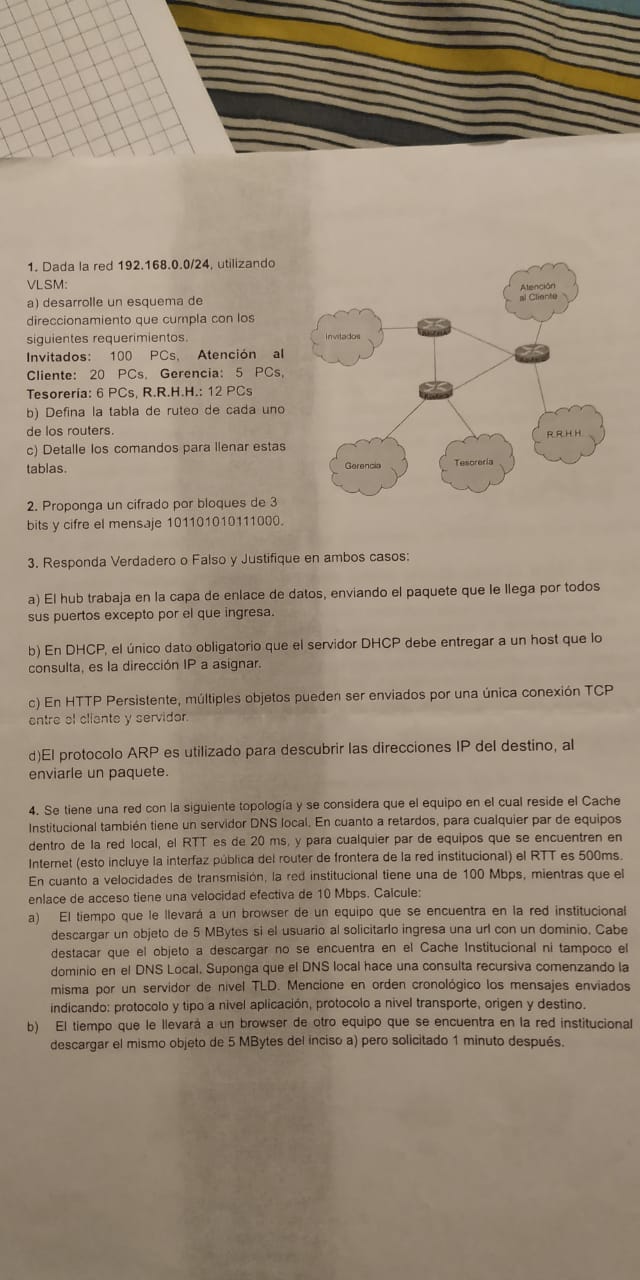 1. Dada la red 192.168.0.0/24, utilizando
VLSM:
a) desarrolle un esquema de
direccionamiento que cumpla con los
siguientes requerimientos.
Invitados: 100 PCs, Atención al
Cliente: 20 PCs, Gerencia: 5 PCs,
Tesorería: 6 PCs, R.R.H.H.: 12 PCs
b) Defina la tabla de ruteo de cada uno
de los routers.
c) Detalle los comandos para llenar estas
tablas.
Atención
al Cliente
Invitados
R.R.H.H.
Gerencia
Tesorería
2. Proponga un cifrado por bloques de 3
bits y cifre el mensaje 101101010111000.
3. Responda Verdadero o Falso y Justifique en ambos casos:
a) El hub trabaja en la capa de enlace de datos, enviando el paquete que le llega por todos
sus puertos excepto por el que ingresa.
b) En DHCP, el único dato obligatorio que el servidor DHCP debe entregar a un host que lo
consulta, es la dirección IP a asignar.
c) En HTTP Persistente, múltiples objetos pueden ser enviados por una única conexión TCP
entre el cliente y servidor.
d)El protocolo ARP es utilizado para descubrir las direcciones IP del destino, al
enviarle un paquete.
4. Se tiene una red con la siguiente topología y se considera que el equipo en el cual reside el Cache
Institucional también tiene un servidor DNS local. En cuanto a retardos, para cualquier par de equipos
dentro de la red local, el RTT es de 20 ms, y para cualquier par de equipos que se encuentren en
Internet (esto incluye la interfaz pública del router de frontera de la red institucional) el RTT es 500ms.
En cuanto a velocidades de transmisión, la red institucional tiene una de 100 Mbps, mientras que el
enlace de acceso tiene una velocidad efectiva de 10 Mbps. Calcule:
a) El tiempo que le llevará a un browser de un equipo que se encuentra en la red institucional
descargar un objeto de 5 MBytes si el usuario al solicitarlo ingresa una url con un dominio. Cabe
destacar que el objeto a descargar no se encuentra en el Cache Institucional ni tampoco el
dominio en el DNS Local. Suponga que el DNS local hace una consulta recursiva comenzando la
misma por un servidor de nivel TLD. Mencione en orden cronológico los mensajes enviados
indicando: protocolo y tipo a nivel aplicación, protocolo a nivel transporte, origen y destino.
b) El tiempo que le llevará a un browser de otro equipo que se encuentra en la red institucional
descargar el mismo objeto de 5 MBytes del inciso a) pero solicitado 1 minuto después.